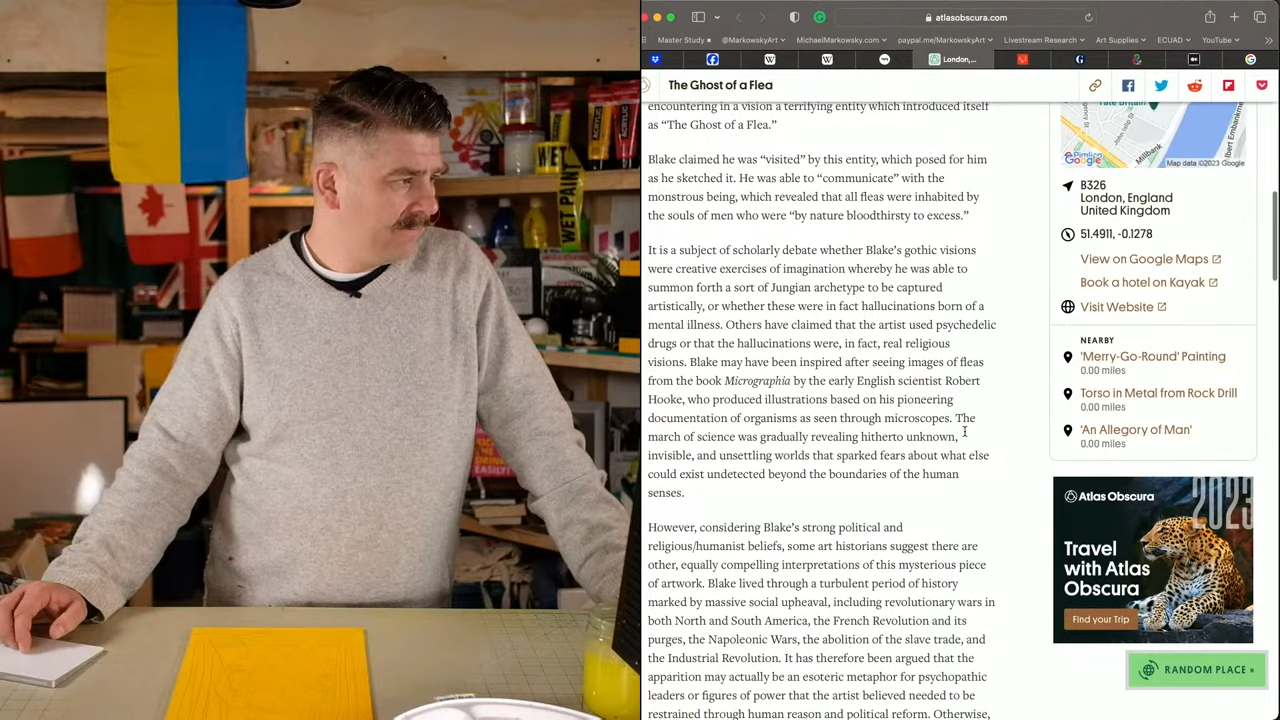 atlasobscura.com
Master Study
@MarkowskyArt
MichaelMarkowsky.com
paypal.me/MarkowskyArt
Livestream Research
Art Supplies
ECUAD
YouTube
London,...
The Ghost of a Flea
encountering in a vision a terrifying entity which introduced itself
as “The Ghost of a Flea.”
Blake claimed he was “visited” by this entity, which posed for him
as he sketched it. He was able to “communicate” with the
monstrous being, which revealed that all fleas were inhabited by
the souls of men who were “by nature bloodthirsty to excess.”
It is a subject of scholarly debate whether Blake’s gothic visions
were creative exercises of imagination whereby he was able to
summon forth a sort of Jungian archetype to be captured
artistically, or whether these were in fact hallucinations born of a
mental illness. Others have claimed that the artist used psychedelic
drugs or that the hallucinations were, in fact, real religious
visions. Blake may have been inspired after seeing images of fleas
from the book Micrographia by the early English scientist Robert
Hooke, who produced illustrations based on his pioneering
documentation of organisms as seen through microscopes. The
march of science was gradually revealing hitherto unknown,
invisible, and unsettling worlds that sparked fears about what else
could exist undetected beyond the boundaries of the human
senses.
However, considering Blake’s strong political and
religious/humanist beliefs, some art historians suggest there are
other, equally compelling interpretations of this mysterious piece
of artwork. Blake lived through a turbulent period of history
marked by massive social upheaval, including revolutionary wars in
both North and South America, the French Revolution and its
purges, the Napoleonic Wars, the abolition of the slave trade, and
the Industrial Revolution. It has therefore been argued that the
apparition may actually be an esoteric metaphor for psychopathic
leaders or figures of power that the artist believed needed to be
restrained through human reason and political reform. Otherwise,
Tate Britain
John Islip St
Millbank
Pimlico
Google
Map data ©2023 Google
B326
London, England
United Kingdom
51.4911, -0.1278
View on Google Maps
Book a hotel on Kayak
Visit Website
NEARBY
'Merry-Go-Round' Painting
0.00 miles
Torso in Metal from Rock Drill
0.00 miles
'An Allegory of Man'
0.00 miles
Atlas Obscura
2023
Travel
with Atlas
Obscura
Find your Trip
RANDOM PLACE »
WET
WET PAINT